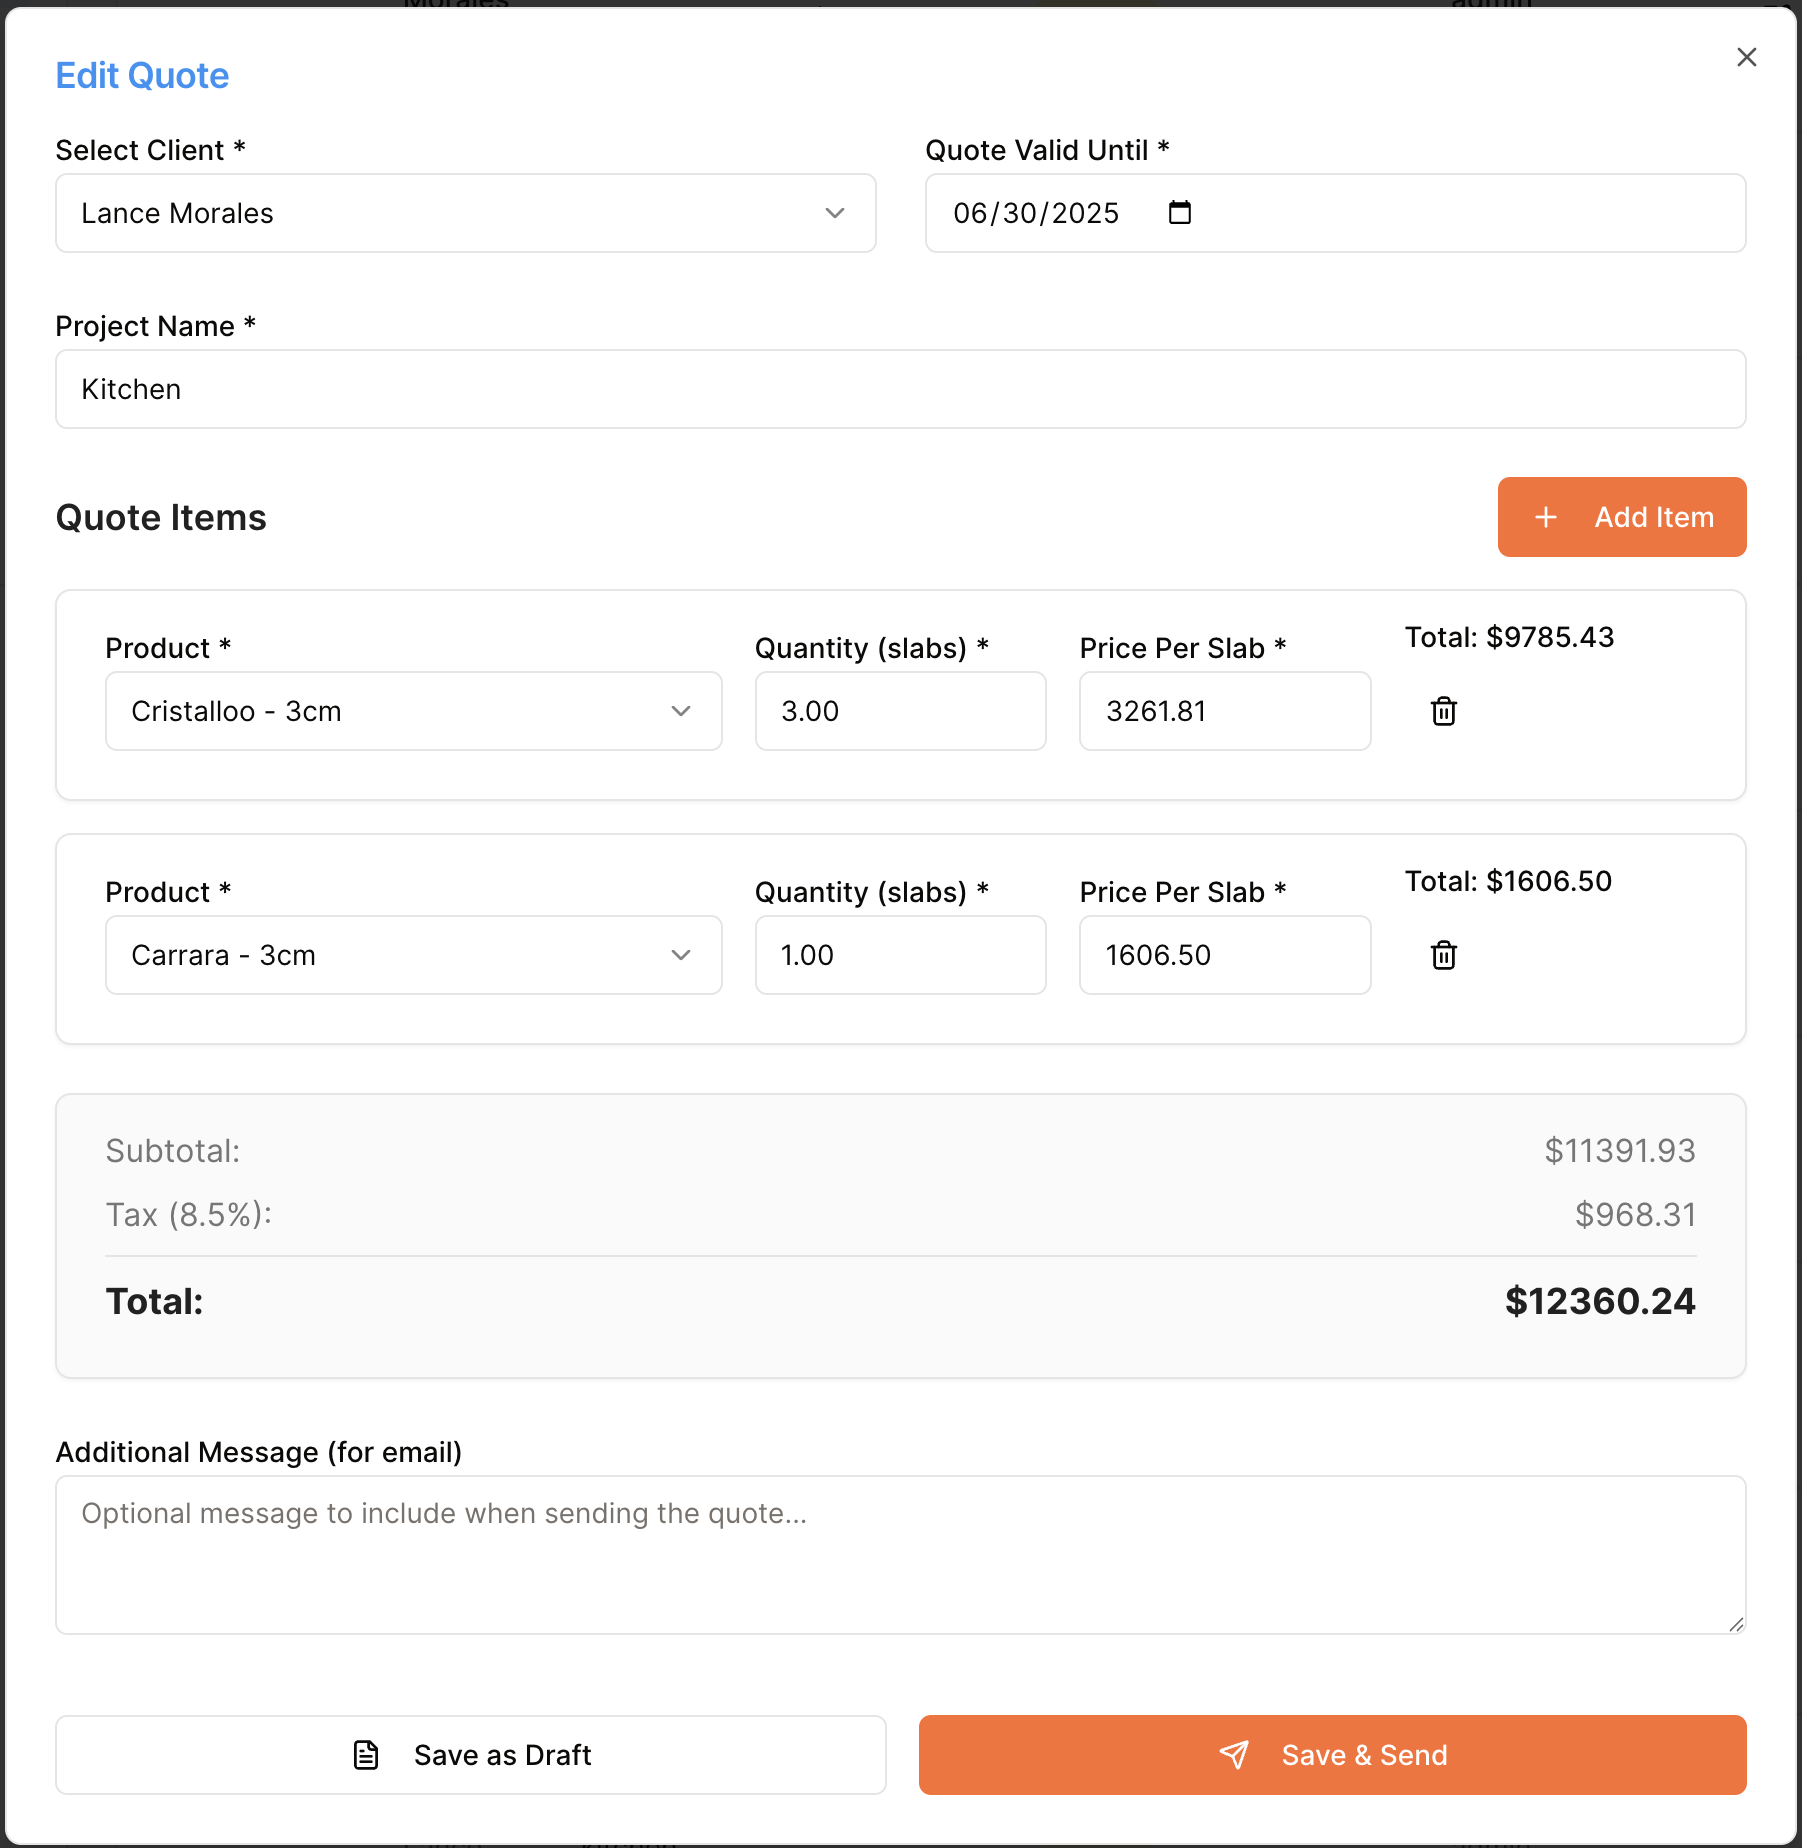 Edit Quote
Select Client *
Quote Valid Until *
Lance Morales
06/30/2025
Project Name *
Kitchen
Quote Items
Add Item
Product *
Quantity (slabs) *
Price Per Slab *
Total: $9785.43
Cristalloo - 3cm
3.00
3261.81
Product *
Quantity (slabs) *
Price Per Slab *
Total: $1606.50
Carrara - 3cm
1.00
1606.50
Subtotal:
$11391.93
Tax (8.5%):
$968.31
Total:
$12360.24
Additional Message (for email)
Optional message to include when sending the quote...
Save as Draft
Save & Send